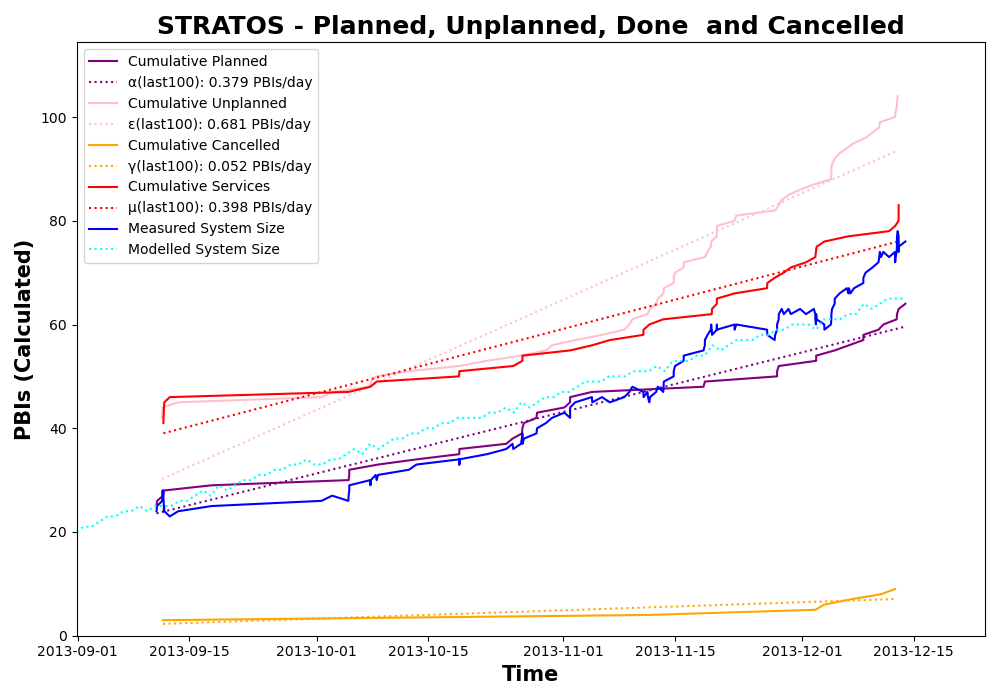 STRATOS - Planned, Unplanned, Done  and Cancelled
Cumulative Planned
α(last100): 0.379 PBIs/day
Cumulative Unplanned
ε(last100): 0.681 PBIs/day
Cumulative Cancelled
γ(last100): 0.052 PBIs/day
Cumulative Services
μ(last100): 0.398 PBIs/day
Measured System Size
Modelled System Size
PBIs (Calculated)
100
80
60
40
20
0
2013-09-01 2013-09-15 2013-10-01 2013-10-15 2013-11-01 2013-11-15 2013-12-01 2013-12-15
Time